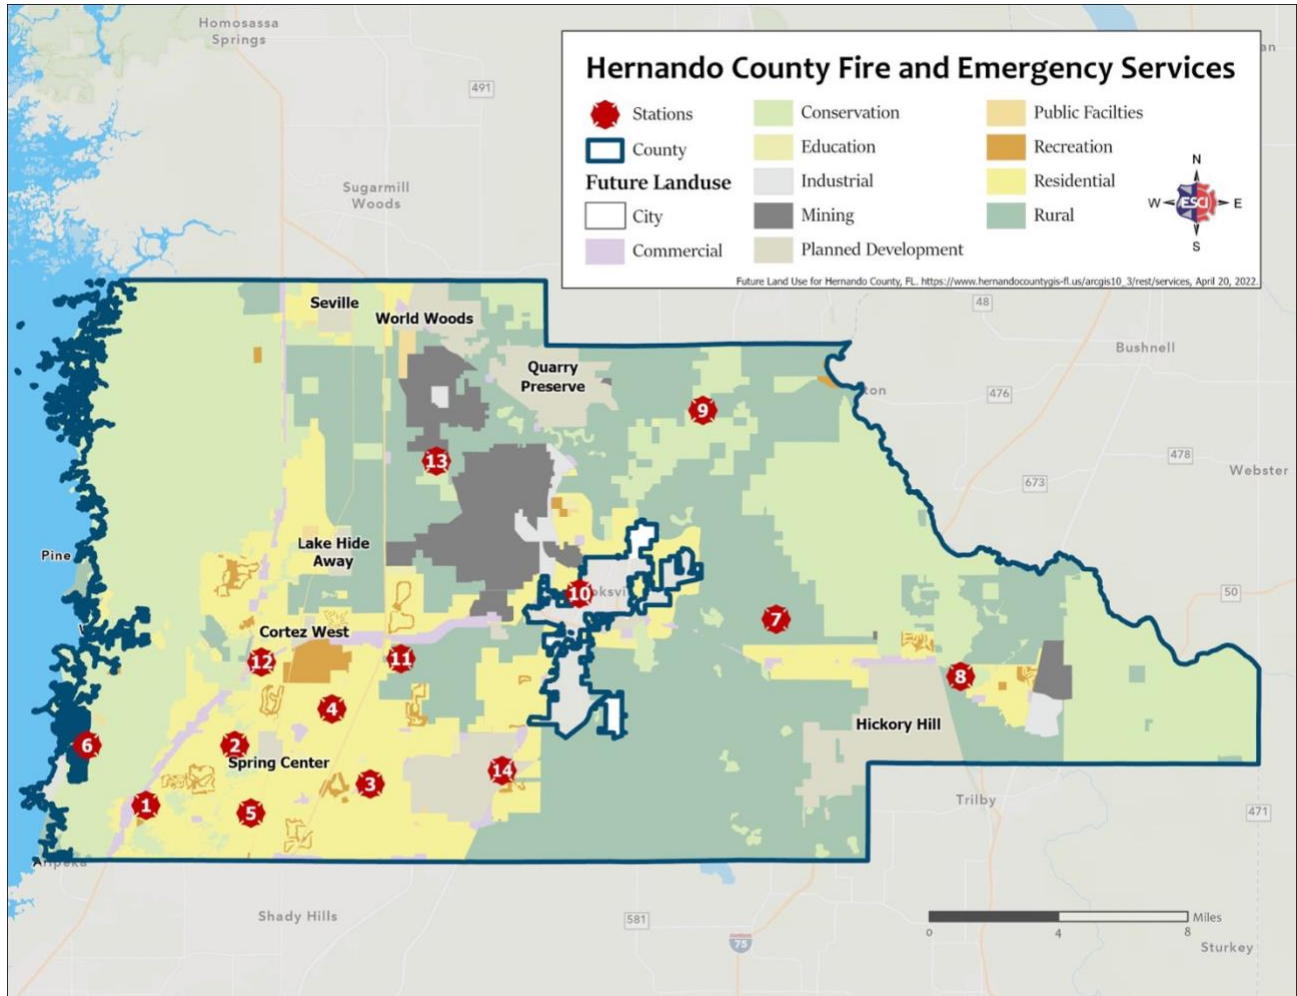 Homosassa
Springs
491
Sugarmill
Woods
Hernando County Fire and Emergency Services
Stations
County
Future Landuse
City
Commercial
Conservation
Education
Industrial
Mining
Planned Development
Public Facilties
Recreation
Residential
Rural
N
W
ESCI
E
S
Future Land Use for Hernando County, FL. https://www.hernandocountygis-fl.us/arcgis10_3/rest/services, April 20, 2022.
an
48
Bushnell
Seville
World Woods
Quarry
Preserve
ton
476
9
478
Webster
13
673
Lake Hide
Away
Pine
10
oksvi
50
7
Cortez West
12
11
8
4
Hickory Hill
6
2
Spring Center
14
3
1
5
Trilby
471
Aripeka
Shady Hills
581
75
Miles
0
4
8
Sturkey